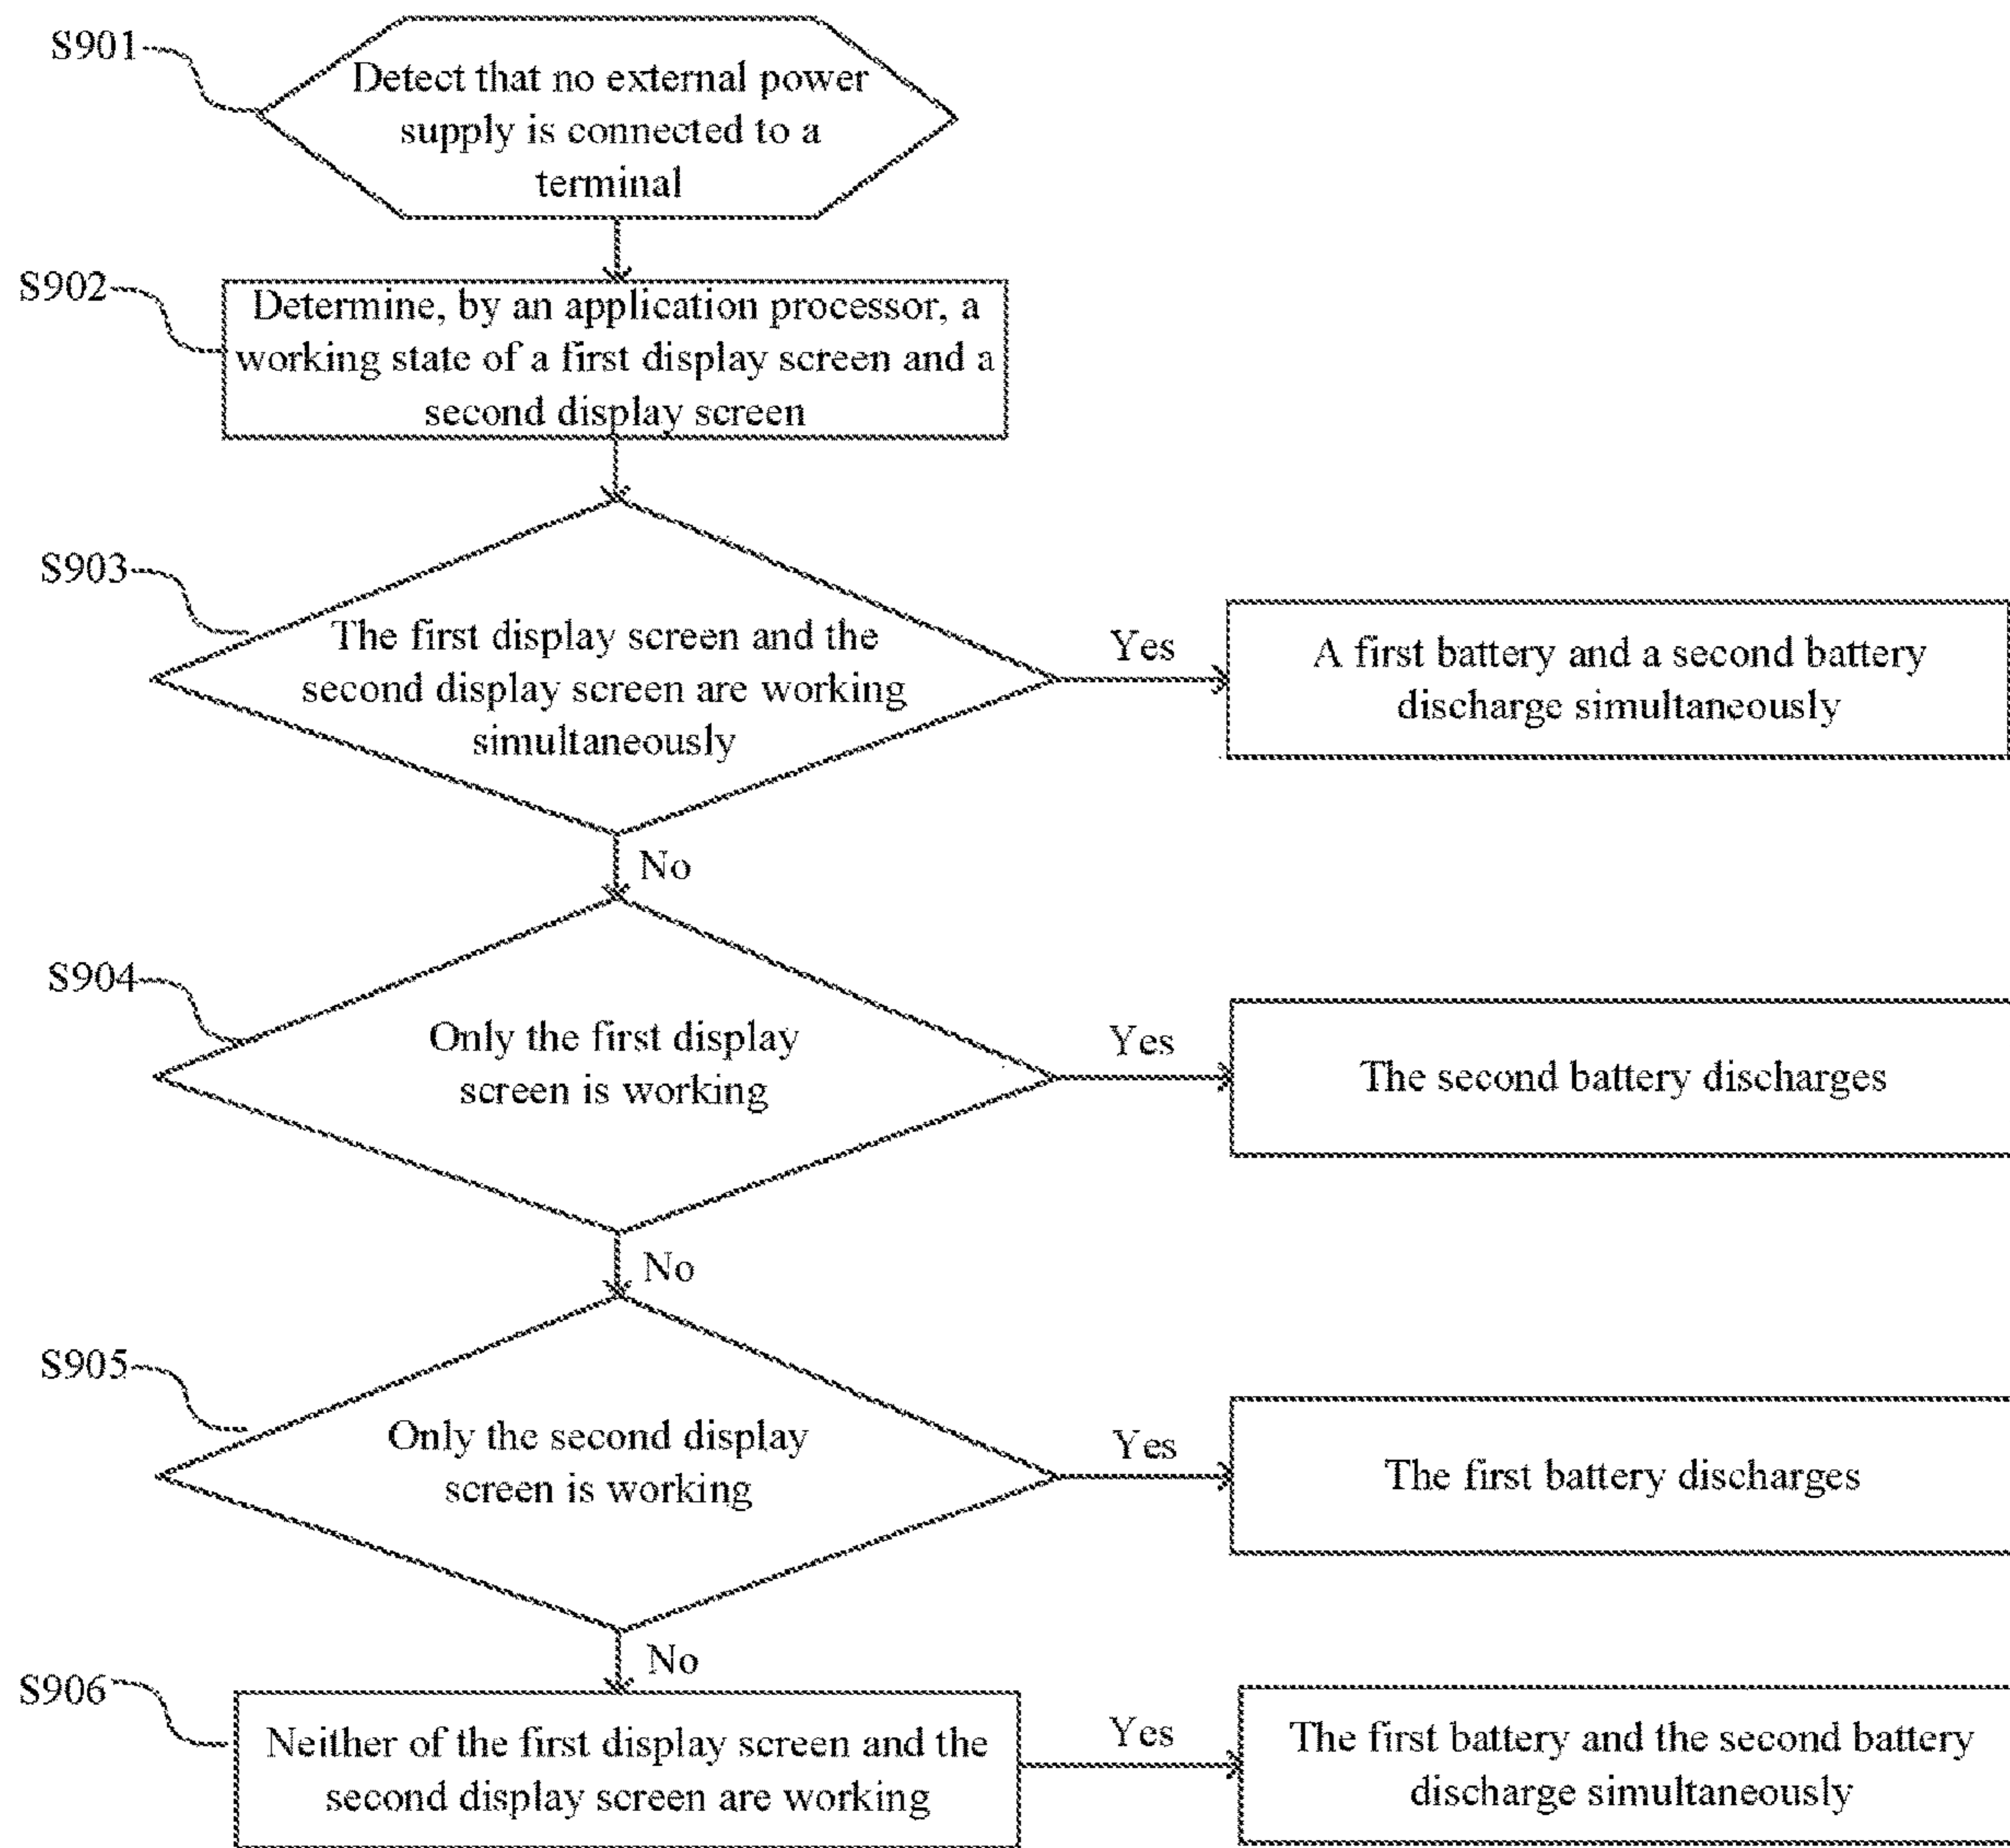 S901
Detect that no external power
supply is connected to a
terminal
S902
Determine, by an application processor, a
working state of a first display screen and a
second display screen
S903
The first display screen and the
second display screen are working
simultaneously
Yes
A first battery and a second battery
discharge simultaneously
No
S904
Only the first display
screen is working
Yes
The second battery discharges
No
S905
Only the second display
screen is working
Yes
The first battery discharges
No
S906
Neither of the first display screen and the
second display screen are working
Yes
The first battery and the second battery
discharge simultaneously